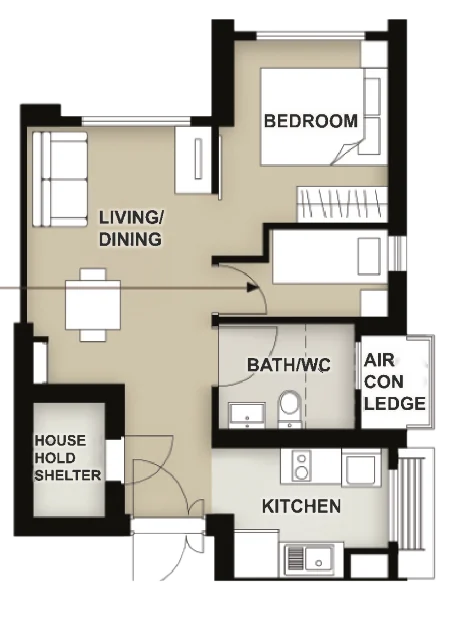 BEDROOM
LIVING/
DINING
BATH/WC
AIR
CON
LEDGE
HOUSE
HOLD
SHELTER
KITCHEN